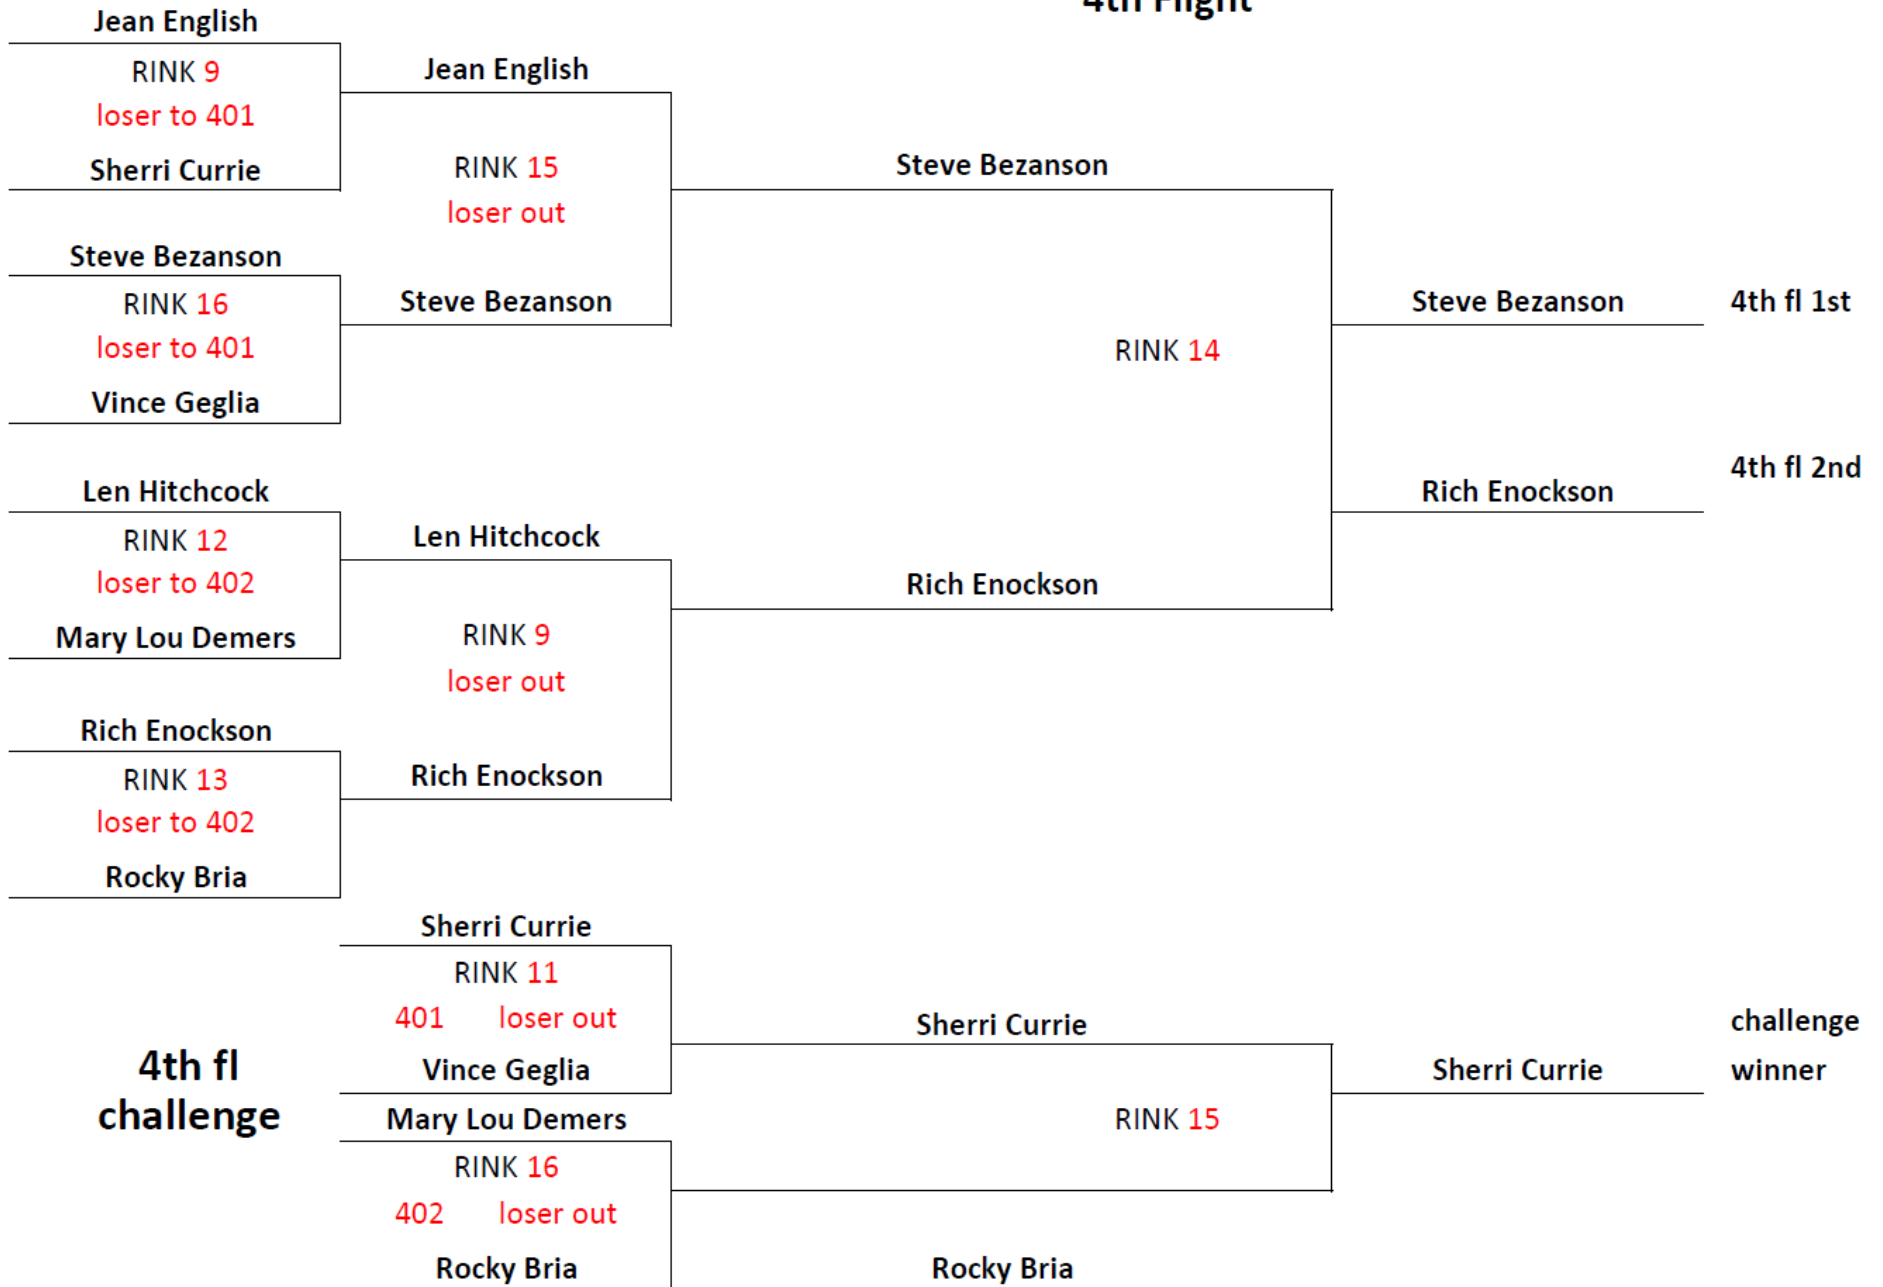 4th Flight
Jean English
RINK 9
loser to 401
Sherri Currie
Steve Bezanson
RINK 16
loser to 401
Vince Geglia
Len Hitchcock
RINK 12
loser to 402
Mary Lou Demers
Rich Enockson
RINK 13
loser to 402
Rocky Bria
Jean English
RINK 15
loser out
Steve Bezanson
Len Hitchcock
RINK 9
loser out
Rich Enockson
Steve Bezanson
RINK 14
Rich Enockson
Steve Bezanson 4th fl 1st
4th fl 2nd
Rich Enockson
4th fl
challenge
Sherri Currie
RINK 11
401 loser out
Vince Geglia
Mary Lou Demers
RINK 16
402 loser out
Rocky Bria
Sherri Currie
RINK 15
Rocky Bria
Sherri Currie
challenge
winner